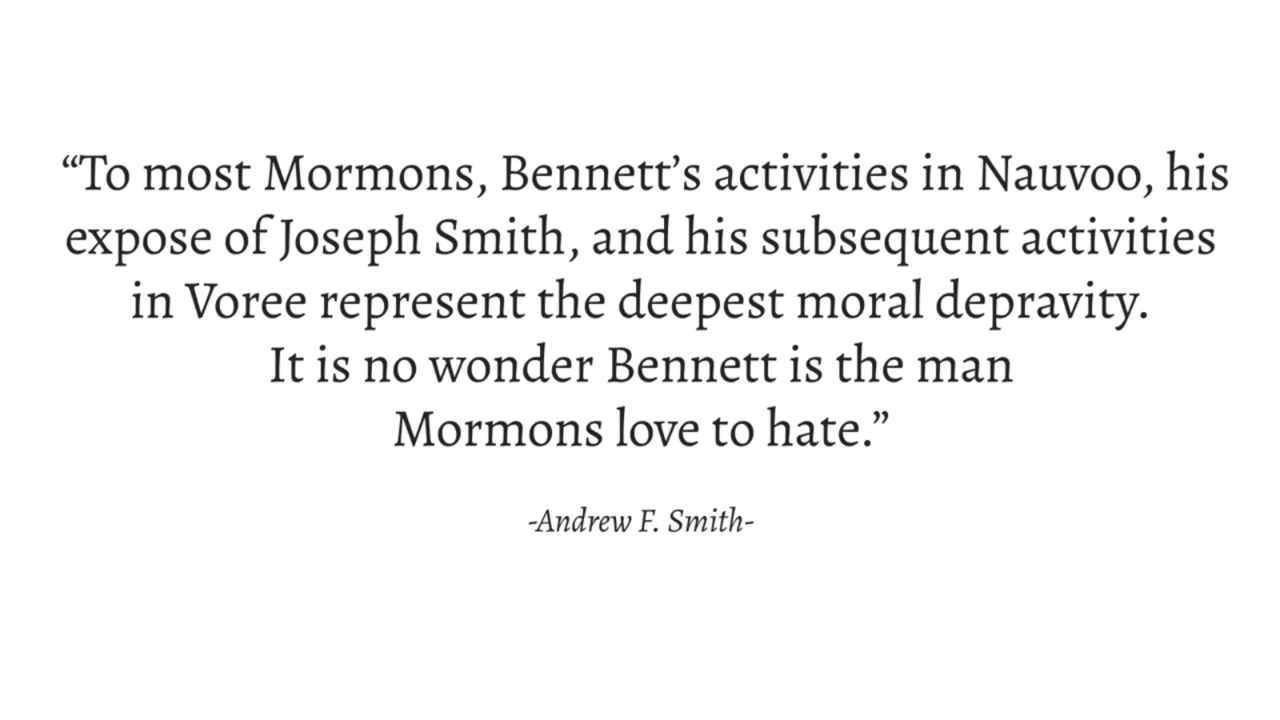 “To most Mormons, Bennett’s activities in Nauvoo, his
expose of Joseph Smith, and his subsequent activities
in Voree represent the deepest moral depravity.
It is no wonder Bennett is the man
Mormons love to hate.”
-Andrew F. Smith-